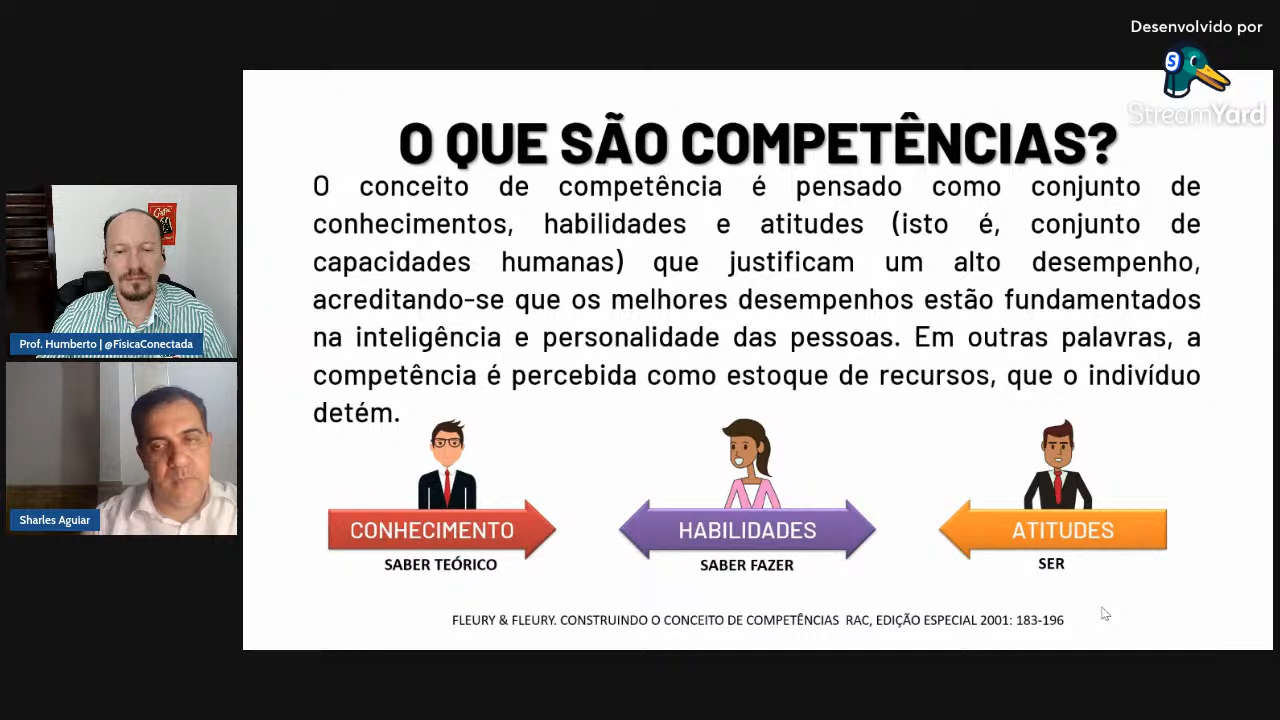 Desenvolvido por
StreamYard
O QUE SÃO COMPETÊNCIAS?
O conceito de competência é pensado como conjunto de
conhecimentos, habilidades e atitudes (isto é, conjunto de
capacidades humanas) que justificam um alto desempenho,
acreditando-se que os melhores desempenhos estão fundamentados
na inteligência e personalidade das pessoas. Em outras palavras, a
competência é percebida como estoque de recursos, que o indivíduo
detém.
CONHECIMENTO
SABER TEÓRICO
HABILIDADES
SABER FAZER
ATITUDES
SER
FLEURY & FLEURY. CONSTRUINDO O CONCEITO DE COMPETÊNCIAS RAC, EDIÇÃO ESPECIAL 2001: 183-196
Prof. Humberto | @FisicaConectada
Sharles Aguiar